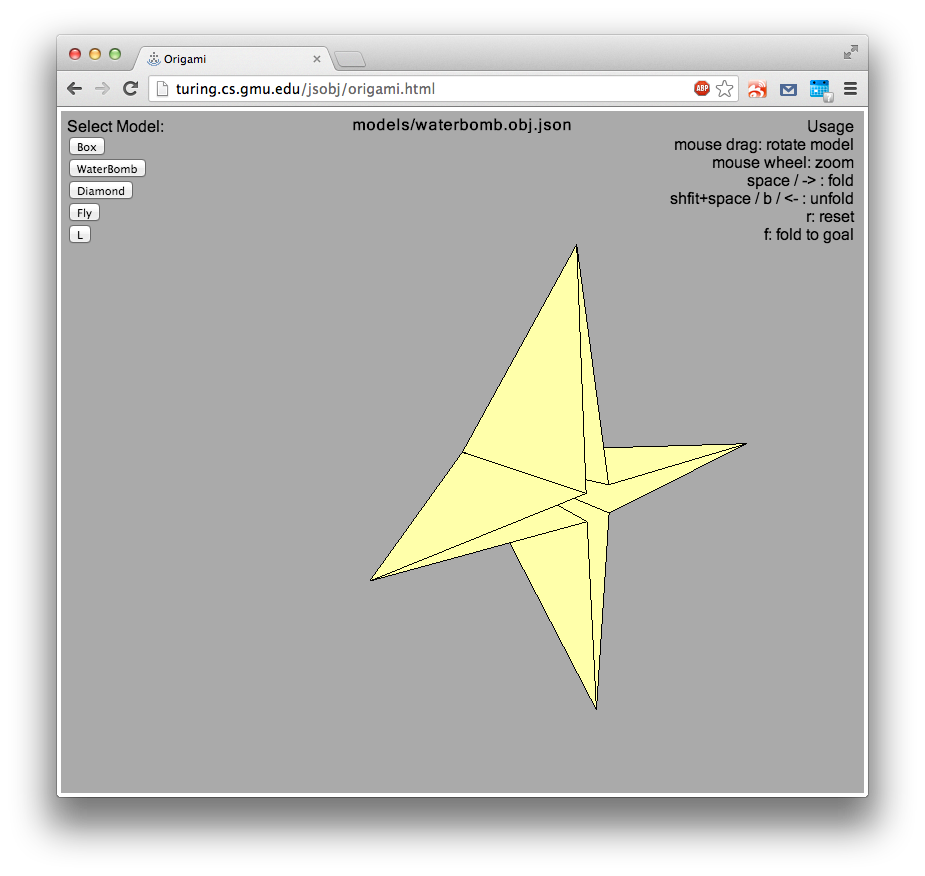 Origami
turing.cs.gmu.edu/jsobj/origami.html
ABP
Select Model:
models/waterbomb.obj.json
Usage
Box
mouse drag: rotate model
WaterBomb
mouse wheel: zoom
Diamond
space / -> : fold
shfit+space / b / <- : unfold
Fly
r: reset
L
f: fold to goal